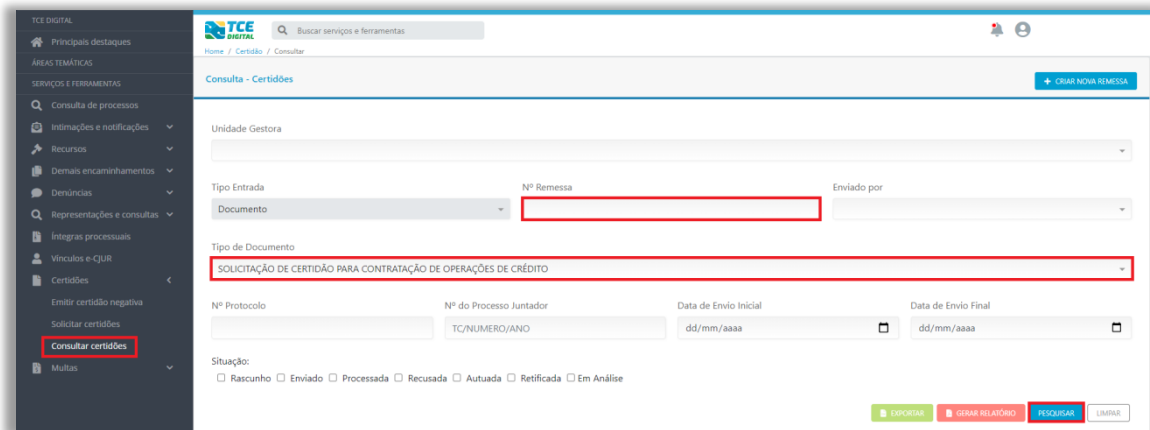 TCE DIGITAL
Principais destaques
ÁREAS TEMÁTICAS
SERVIÇOS E FERRAMENTAS
Consulta de processos
Intimações e notificações
Recursos
Demais encaminhamentos
Denúncias
Representações e consultas
Íntegras processuais
Vínculos e-CJUR
Certidões
Emitir certidão negativa
Solicitar certidões
Consultar certidões
Multas
TCE
DIGITAL
Buscar serviços e ferramentas
Home / Certidão / Consultar
Consulta - Certidões
+ CRIAR NOVA REMESSA
Unidade Gestora
Tipo Entrada Nº Remessa Enviado por
Documento
Tipo de Documento
SOLICITAÇÃO DE CERTIDÃO PARA CONTRATAÇÃO DE OPERAÇÕES DE CRÉDITO
Nº Protocolo Nº do Processo Juntador Data de Envio Inicial Data de Envio Final
TC/NUMERO/ANO dd/mm/aaaa dd/mm/aaaa
Situação:
Rascunho Enviado Processada Recusada Autuada Retificada Em Análise
EXPORTAR GERAR RELATÓRIO PESQUISAR LIMPAR